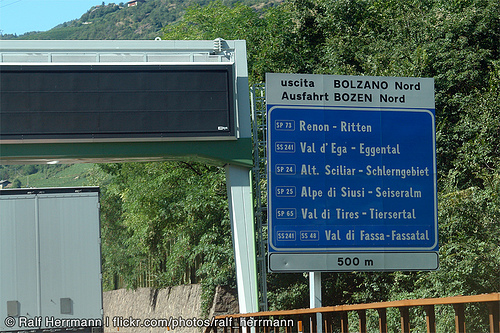 uscita BOLZANO Nord
Ausfahrt BOZEN Nord
SP 73 Renon - Ritten
SS 241 Val d'Ega - Eggental
SP 24 Alt. Sciliar - Schlerngebiet
SP 25 Alpe di Siusi - Seiseralm
SP 65 Val di Tires - Tiersertal
SS 241 SS 48 Val di Fassa - Fassatal
500 m
© Ralf Herrmann | flickr.com/photos/ralf_herrmann